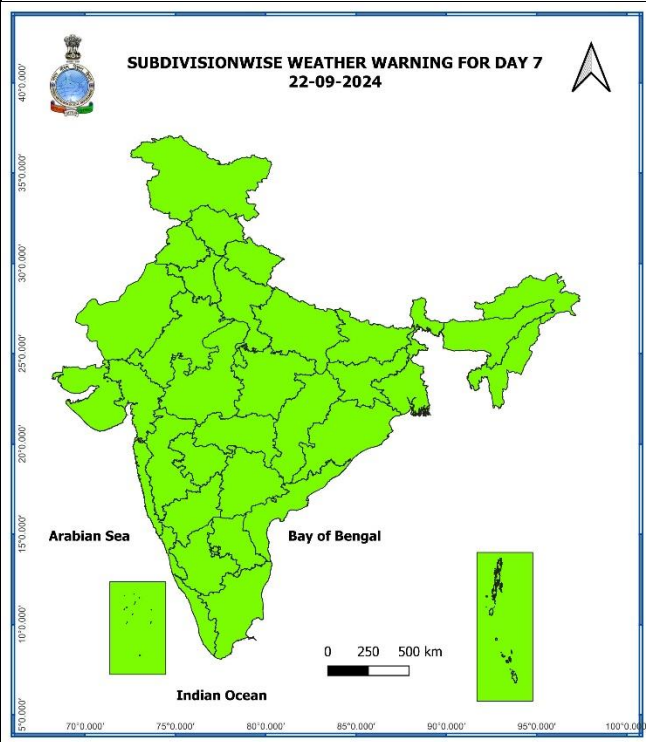 SUBDIVISIONWISE WEATHER WARNING FOR DAY 7
22-09-2024
40°0.000'
35°0.000'
30°0.000'
25°0.000'
20°0.000'
15°0.000'
10°0.000'
5°0.000'
Arabian Sea
Bay of Bengal
0 250 500 km
Indian Ocean
70°0.000' 75°0.000' 80°0.000' 85°0.000' 90°0.000' 95°0.000' 100°0.000'